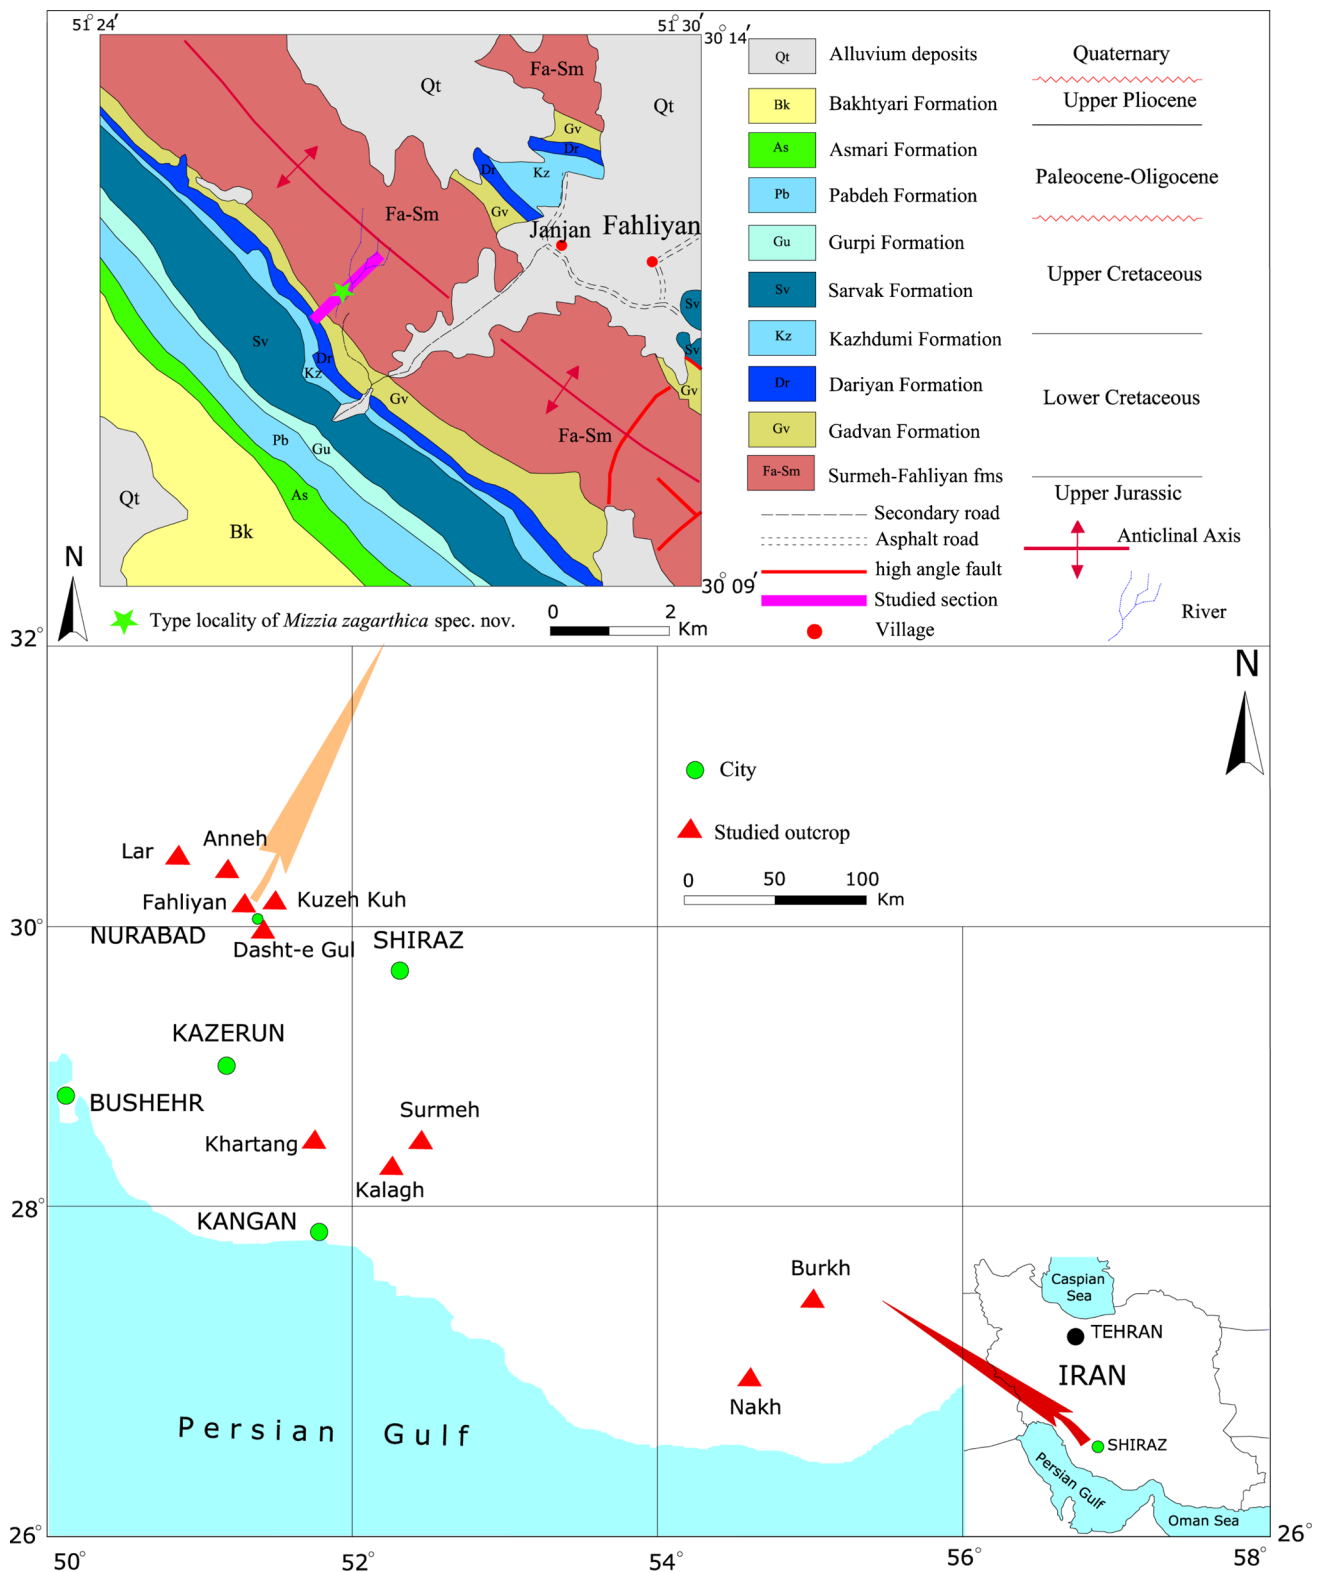 51° 24′
51° 30′
30° 14′
Qt
Fa-Sm
Qt
Gv
Dr
Dr
Kz
Gv
Fa-Sm
Janjan
Fahliyan
Sv
Sv
Sv
Dr
Kz
Gv
Gv
Fa-Sm
Pb
Gu
As
Qt
Bk
30° 09′
N
Type locality of Mizzia zagarthica spec. nov.
0 2
Km
Qt Alluvium deposits
Bk Bakhtyari Formation
As Asmari Formation
Pb Pabdeh Formation
Gu Gurpi Formation
Sv Sarvak Formation
Kz Kazhdumi Formation
Dr Dariyan Formation
Gv Gadvan Formation
Fa-Sm Surmeh-Fahliyan fms
Secondary road
Asphalt road
high angle fault
Studied section
Village
Quaternary
Upper Pliocene
Paleocene-Oligocene
Upper Cretaceous
Lower Cretaceous
Upper Jurassic
Anticlinal Axis
River
32°
N
City
Studied outcrop
0 50 100
Km
Lar
Anneh
Fahliyan
Kuzeh Kuh
30°
NURABAD
Dasht-e Gul
SHIRAZ
KAZERUN
BUSHEHR
Surmeh
Khartang
Kalagh
28°
KANGAN
Burkh
Nakh
Persian Gulf
Caspian
Sea
TEHRAN
IRAN
SHIRAZ
Persian Gulf
Oman Sea
26°
26°
50°
52°
54°
56°
58°